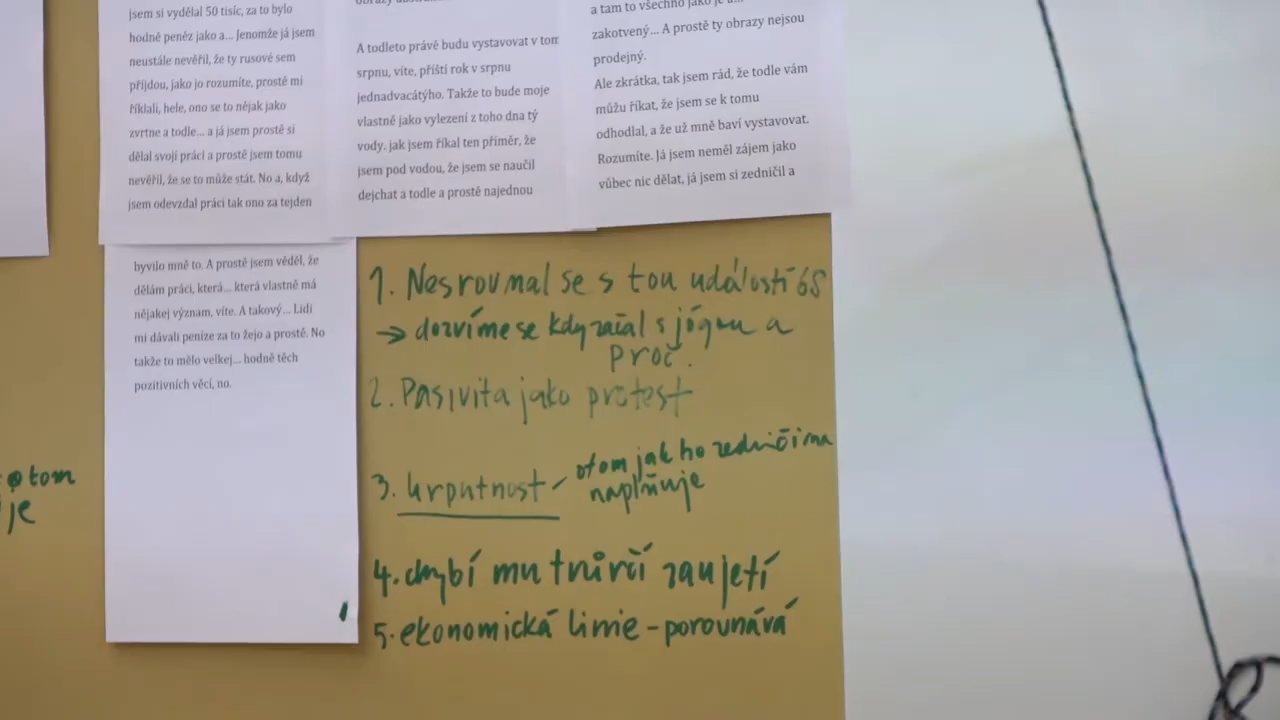 jsem si vydělal 50 tisíc, za to bylo
hodně peněz jako a... Jenomže já jsem
neustále nevěřil, že ty rusové sem
přijdou, jako jo rozumíte, prostě mi
říklali, hele, ono se to nějak jako
zvrtne a todle... a já jsem prostě si
dělal svojí práci a prostě jsem tomu
nevěřil, že se to může stát. No a, když
jsem odevzdal práci tak ono za tejden
byvilo mně to. A prostě jsem věděl, že
dělám práci, která... která vlastně má
nějakej význam, víte. A takový... Lidi
mi dávali peníze za to žejo a prostě. No
takže to mělo velkej... hodně těch
pozitivních věcí, no.
A todleto právě budu vystavovat v tom
srpnu, víte, příští rok v srpnu
jednadvacátýho. Takže to bude moje
vlastně jako vylezení z toho dna tý
vody. jak jsem říkal ten příměr, že
jsem pod vodou, že jsem se naučil
dejchat a todle a prostě najednou
a tam to všechno jako je
zakotvený... A prostě ty obrazy nejsou
prodejný.
Ale zkrátka, tak jsem rád, že todle vám
můžu říkat, že jsem se k tomu
odhodlal, a že už mně baví vystavovat.
Rozumíte. Já jsem neměl zájem jako
vůbec nic dělat, já jsem si zedničil a
1. Nesrovnal se s tou událostí 68
→ dozvíme se kdy začal s jógou a
proč.
2. Pasivita jako protest
3. urputnost - o tom jak ho zedničina
naplňuje
4. chybí mu tvůrčí zaujetí
5. ekonomická linie - porovnává
o tom
je